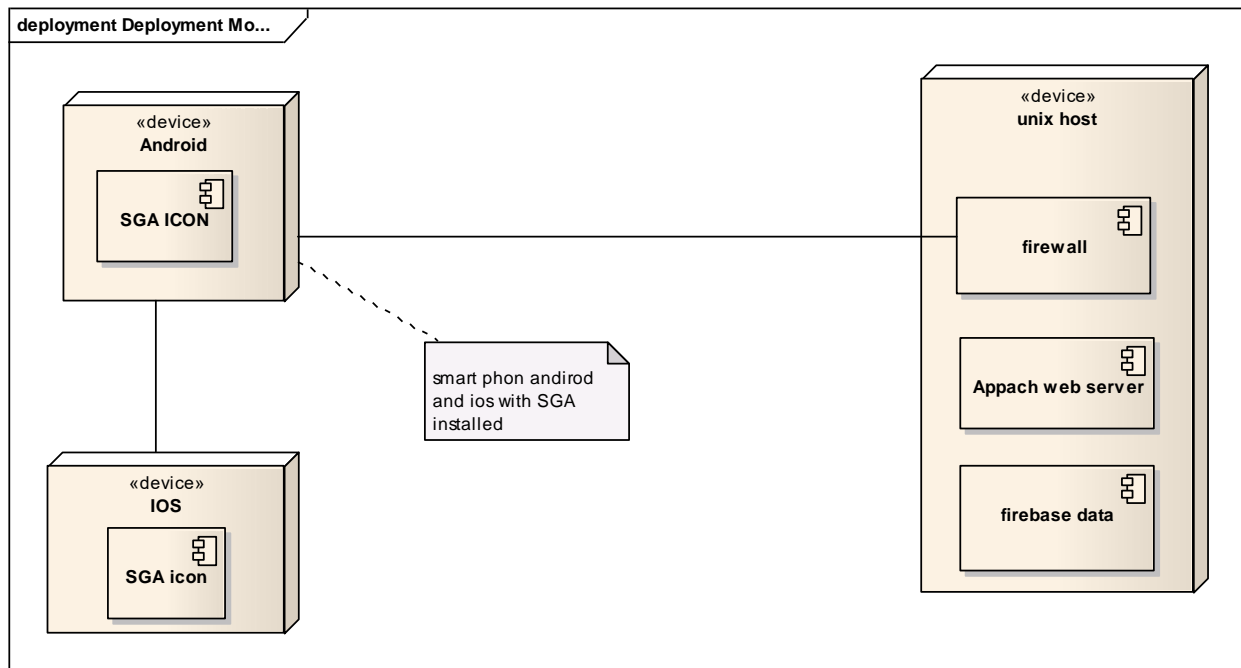 deployment Deployment Mo...
«device»
Android
SGA ICON
«device»
unix host
firewall
smart phon andirod
and ios with SGA
installed
Appach web server
«device»
IOS
SGA icon
firebase data